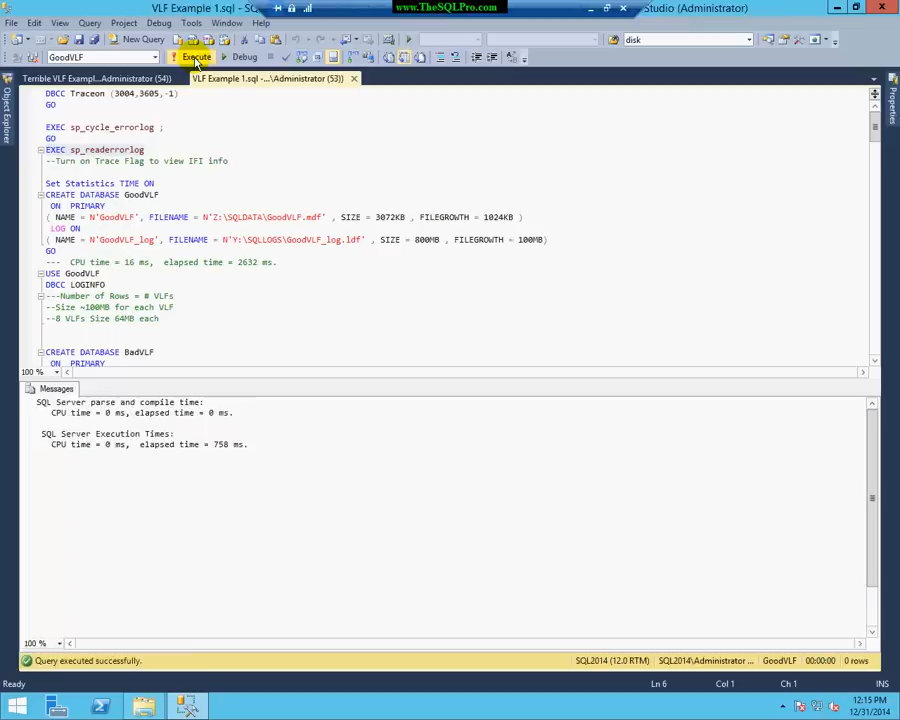 VLF Example 1.sql -
www.TheSQLPro.com
Studio (Administrator)
File Edit View Query Project Debug Tools Window Help
New Query
disk
GoodVLF
Execute
Debug
Terrible VLF Exampl...Administrator (54))
VLF Example 1.sql -...\Administrator (53))
Object Explorer
Properties
DBCC Traceon (3004,3605,-1)
GO
EXEC sp_cycle_errorlog ;
GO
EXEC sp_readerrorlog
--Turn on Trace Flag to view IFI info
Set Statistics TIME ON
CREATE DATABASE GoodVLF
ON PRIMARY
( NAME = N'GoodVLF', FILENAME = N'Z:\SQLDATA\GoodVLF.mdf' , SIZE = 3072KB , FILEGROWTH = 1024KB )
LOG ON
( NAME = N'GoodVLF_log', FILENAME = N'Y:\SQLLOGS\GoodVLF_log.ldf' , SIZE = 800MB , FILEGROWTH = 100MB)
GO
--- CPU time = 16 ms, elapsed time = 2632 ms.
USE GoodVLF
DBCC LOGINFO
---Number of Rows = # VLFs
--Size ~100MB for each VLF
--8 VLFs Size 64MB each
CREATE DATABASE BadVLF
ON PRIMARY
100 %
Messages
SQL Server parse and compile time:
CPU time = 0 ms, elapsed time = 0 ms.
SQL Server Execution Times:
CPU time = 0 ms, elapsed time = 758 ms.
100 %
Query executed successfully.
SQL2014 (12.0 RTM)
SQL2014\Administrator ...
GoodVLF
00:00:00
0 rows
Ready
Ln 6
Col 1
Ch 1
INS
12:15 PM
12/31/2014